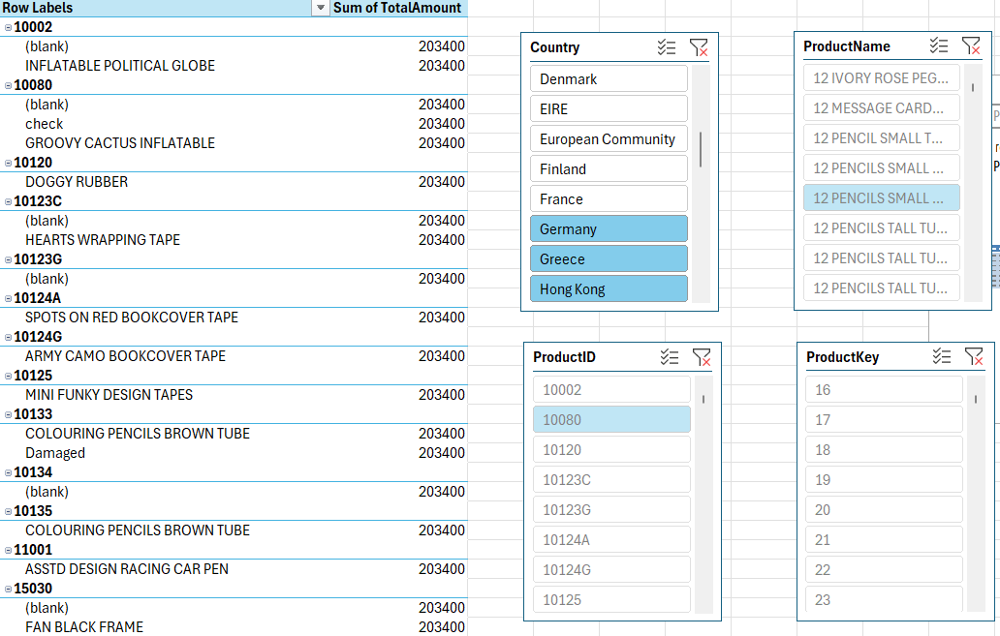 Row Labels Sum of TotalAmount
10002
(blank) 203400
INFLATABLE POLITICAL GLOBE 203400
10080
(blank) 203400
check 203400
GROOVY CACTUS INFLATABLE 203400
10120
DOGGY RUBBER 203400
10123C
(blank) 203400
HEARTS WRAPPING TAPE 203400
10123G
(blank) 203400
10124A
SPOTS ON RED BOOKCOVER TAPE 203400
10124G
ARMY CAMO BOOKCOVER TAPE 203400
10125
MINI FUNKY DESIGN TAPES 203400
10133
COLOURING PENCILS BROWN TUBE 203400
Damaged 203400
10134
(blank) 203400
10135
COLOURING PENCILS BROWN TUBE 203400
11001
ASSTD DESIGN RACING CAR PEN 203400
15030
(blank) 203400
FAN BLACK FRAME 203400
Country
Denmark
EIRE
European Community
Finland
France
Germany
Greece
Hong Kong
ProductName
12 IVORY ROSE PEG...
12 MESSAGE CARD...
12 PENCIL SMALL T...
12 PENCILS SMALL ...
12 PENCILS SMALL ...
12 PENCILS TALL TU...
12 PENCILS TALL TU...
12 PENCILS TALL TU...
ProductID
10002
10080
10120
10123C
10123G
10124A
10124G
10125
ProductKey
16
17
18
19
20
21
22
23